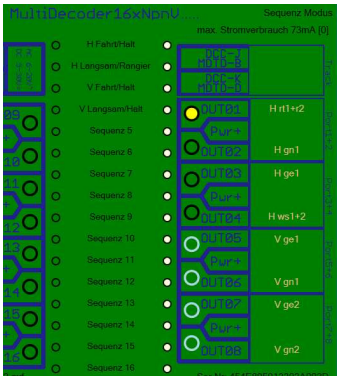 MultiDecoder16xNpnV....
Sequenz Modus
max. Stromverbrauch 73mA [0]
H Fahrt/Halt
H Langsam/Rangier
V Fahrt/Halt
V Langsam/Halt
Sequenz 5
Sequenz 6
Sequenz 7
Sequenz 8
Sequenz 9
Sequenz 10
Sequenz 11
Sequenz 12
Sequenz 13
Sequenz 14
Sequenz 15
Sequenz 16
09
+
10
11
+
12
13
+
14
15
+
16
DCC-J
MOTO-B
DCC-K
MOTO-D
Track
OUT01
H rt1+r2
Pwr+
OUT02
H gn1
OUT03
H ge1
Pwr+
OUT04
H ws1+2
OUT05
V ge1
Pwr+
OUT06
V gn1
OUT07
V ge2
Pwr+
OUT08
V gn2